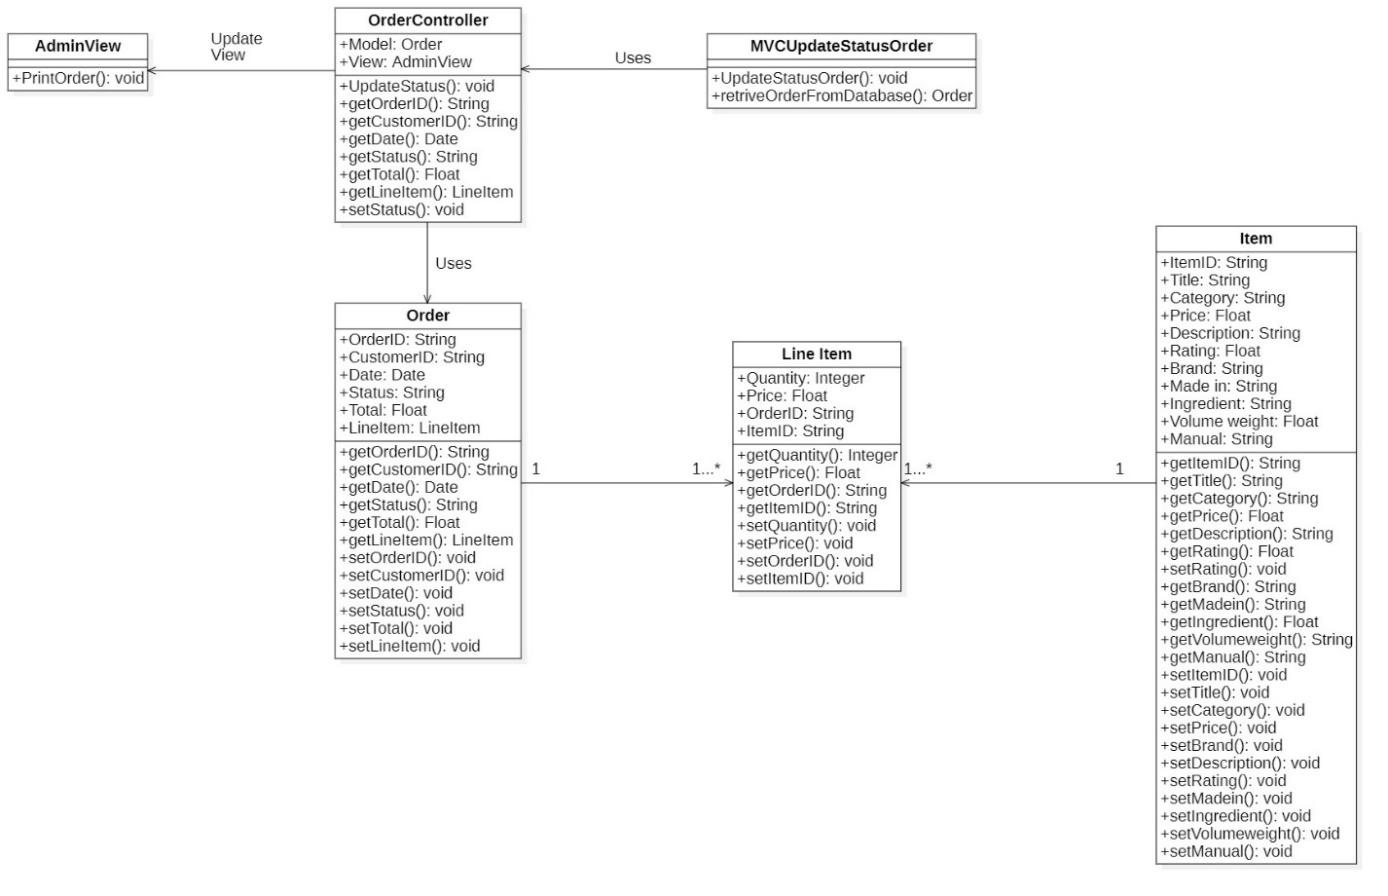 AdminView
+PrintOrder(): void
Update
View
OrderController
+Model: Order
+View: AdminView
+UpdateStatus(): void
+getOrderID(): String
+getCustomerID(): String
+getDate(): Date
+getStatus(): String
+getTotal(): Float
+getLineItem(): LineItem
+setStatus(): void
Uses
MVCUpdateStatusOrder
+UpdateStatusOrder(): void
+retriveOrderFromDatabase(): Order
Uses
Order
+OrderID: String
+CustomerID: String
+Date: Date
+Status: String
+Total: Float
+LineItem: LineItem
+getOrderID(): String
+getCustomerID(): String
+getDate(): Date
+getStatus(): String
+getTotal(): Float
+getLineItem(): LineItem
+setOrderID(): void
+setCustomerID(): void
+setDate(): void
+setStatus(): void
+setTotal(): void
+setLineItem(): void
1
1...*
Line Item
+Quantity: Integer
+Price: Float
+OrderID: String
+ItemID: String
+getQuantity(): Integer
+getPrice(): Float
+getOrderID(): String
+getItemID(): String
+setQuantity(): void
+setPrice(): void
+setOrderID(): void
+setItemID(): void
1...*
1
Item
+ItemID: String
+Title: String
+Category: String
+Price: Float
+Description: String
+Rating: Float
+Brand: String
+Made in: String
+Ingredient: String
+Volume weight: Float
+Manual: String
+getItemID(): String
+getTitle(): String
+getCategory(): String
+getPrice(): Float
+getDescription(): String
+getRating(): Float
+setRating(): void
+getBrand(): String
+getMadein(): String
+getIngredient(): Float
+getVolumeweight(): String
+getManual(): String
+setItemID(): void
+setTitle(): void
+setCategory(): void
+setPrice(): void
+setBrand(): void
+setDescription(): void
+setRating(): void
+setMadein(): void
+setIngredient(): void
+setVolumeweight(): void
+setManual(): void